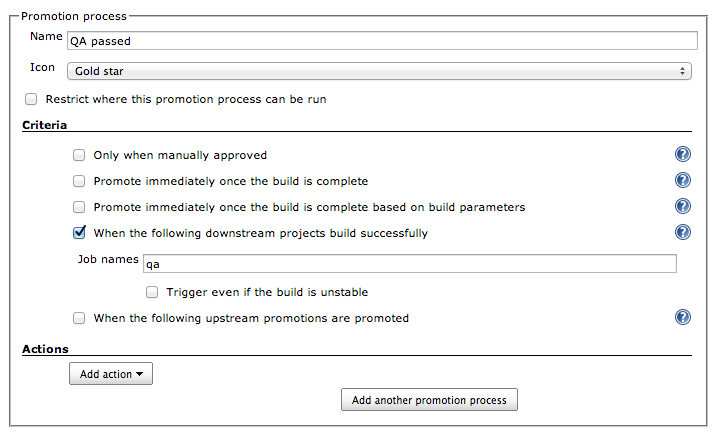 Promotion process
Name QA passed
Icon Gold star
Restrict where this promotion process can be run
Criteria
Only when manually approved
Promote immediately once the build is complete
Promote immediately once the build is complete based on build parameters
When the following downstream projects build successfully
Job names qa
Trigger even if the build is unstable
When the following upstream promotions are promoted
Actions
Add action
Add another promotion process